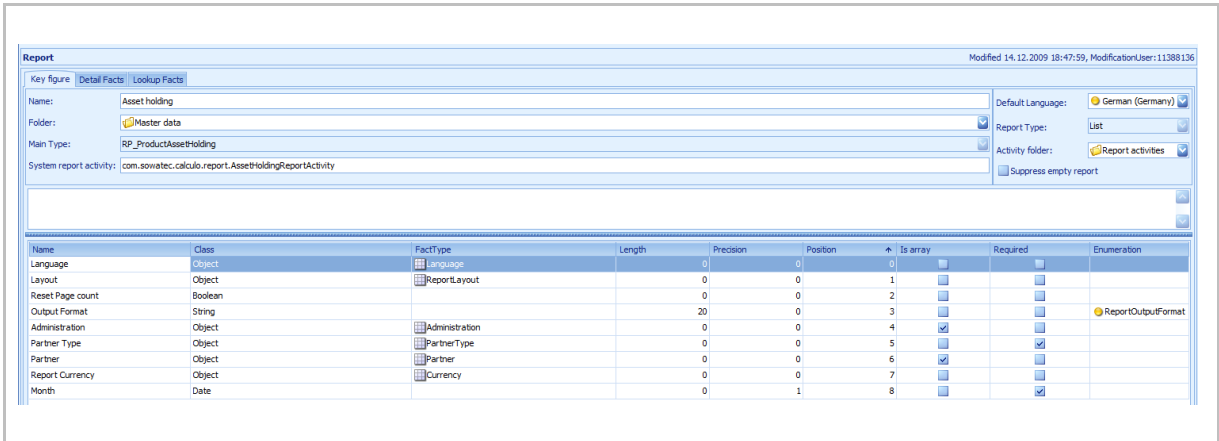 Report Modified 14.12.2009 18:47:59, ModificationUser:11388136
Key figure Detail Facts Lookup Facts
Name: Asset holding Default Language: German (Germany)
Folder: Master data Report Type: List
Main Type: RP_ProductAssetHolding Activity folder: Report activities
System report activity: com.sowatec.calculo.report.AssetHoldingReportActivity Suppress empty report
Name Class FactType Length Precision Position Is array Required Enumeration
Language Object Language 0 0 0
Layout Object ReportLayout 0 0 1
Reset Page count Boolean 0 0 2
Output Format String 20 0 3 ReportOutputFormat
Administration Object Administration 0 0 4
Partner Type Object PartnerType 0 0 5
Partner Object Partner 0 0 6
Report Currency Object Currency 0 0 7
Month Date 0 1 8